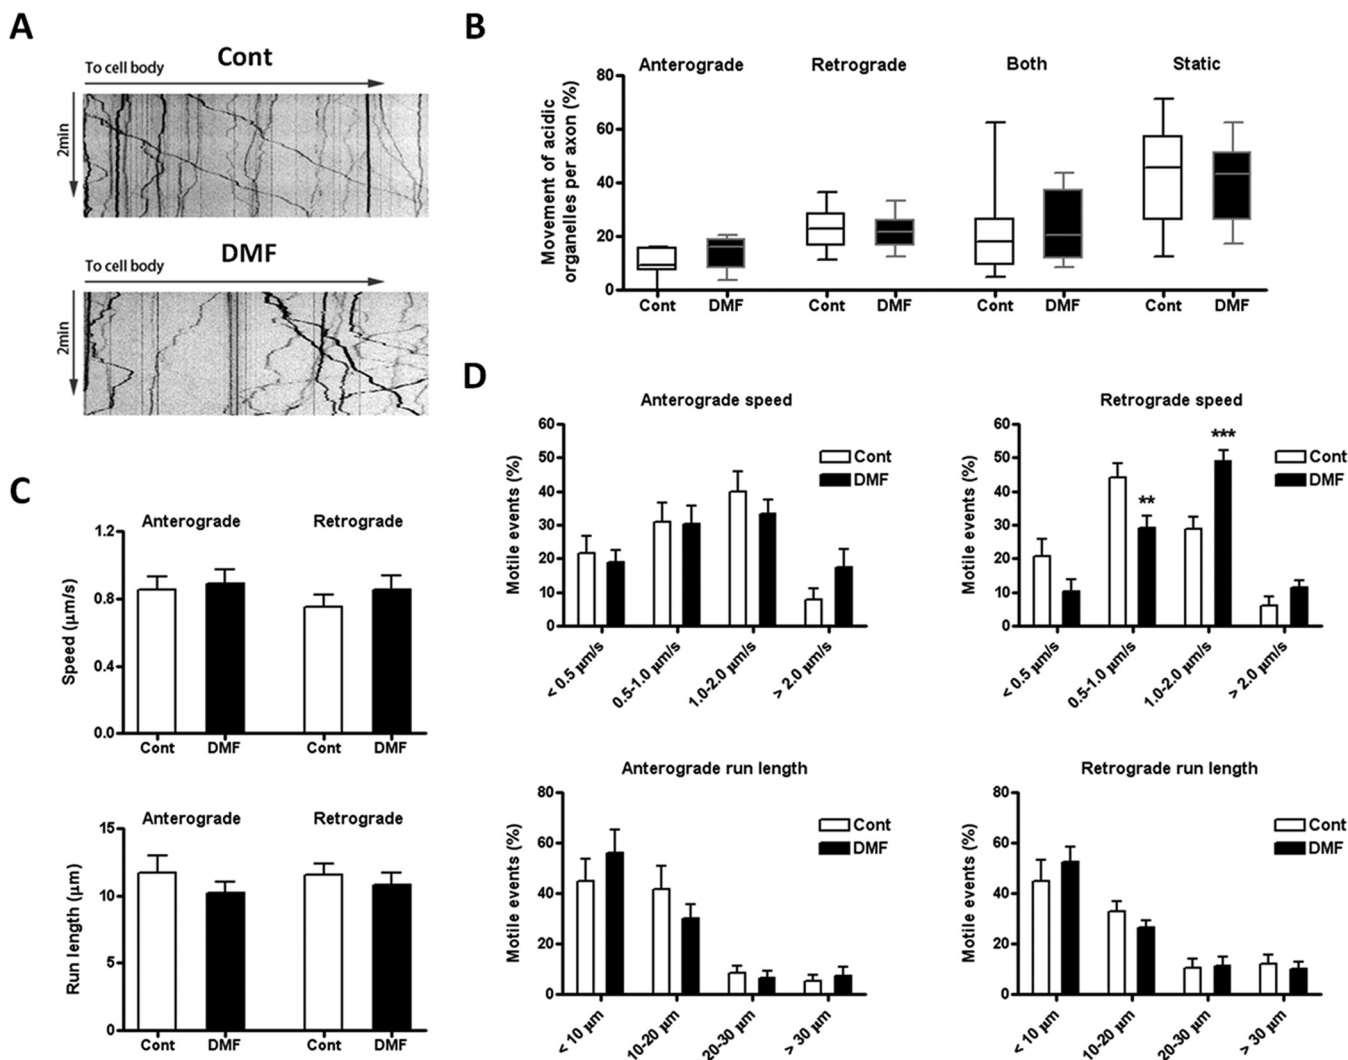 A
Cont
To cell body
2min
DMF
To cell body
2min
B
Anterograde Retrograde Both Static
Movement of acidic
organelles per axon (%)
80
60
40
20
0
Cont DMF Cont DMF Cont DMF Cont DMF
C
Anterograde Retrograde
Speed (µm/s)
1.2
0.8
0.4
0.0
Cont DMF Cont DMF
Anterograde Retrograde
Run length (µm)
15
10
5
0
Cont DMF Cont DMF
D
Anterograde speed
Motile events (%)
60
50
40
30
20
10
0
Cont
DMF
< 0.5 µm/s
0.5-1.0 µm/s
1.0-2.0 µm/s
> 2.0 µm/s
Retrograde speed
Motile events (%)
60
50
40
30
20
10
0
**
***
Cont
DMF
< 0.5 µm/s
0.5-1.0 µm/s
1.0-2.0 µm/s
> 2.0 µm/s
Anterograde run length
Motile events (%)
80
60
40
20
0
Cont
DMF
< 10 µm
10-20 µm
20-30 µm
> 30 µm
Retrograde run length
Motile events (%)
80
60
40
20
0
Cont
DMF
< 10 µm
10-20 µm
20-30 µm
> 30 µm